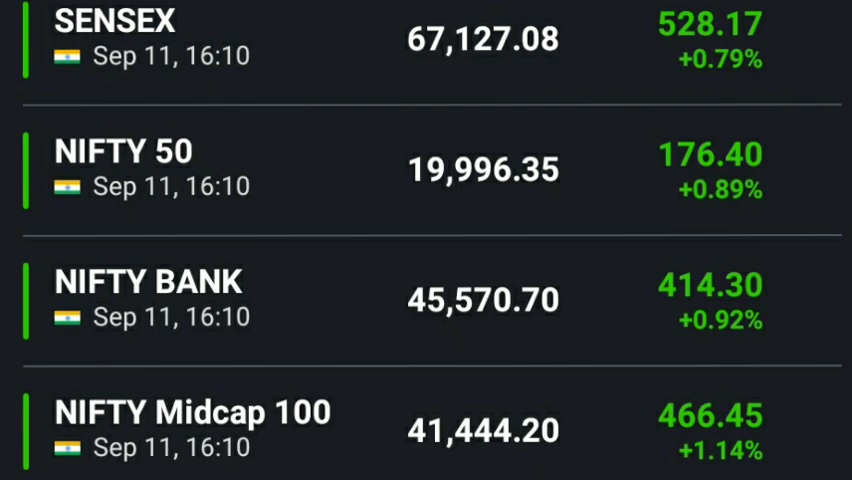 SENSEX
67,127.08
528.17
Sep 11, 16:10
+0.79%
NIFTY 50
19,996.35
176.40
Sep 11, 16:10
+0.89%
NIFTY BANK
45,570.70
414.30
Sep 11, 16:10
+0.92%
NIFTY Midcap 100
41,444.20
466.45
Sep 11, 16:10
+1.14%